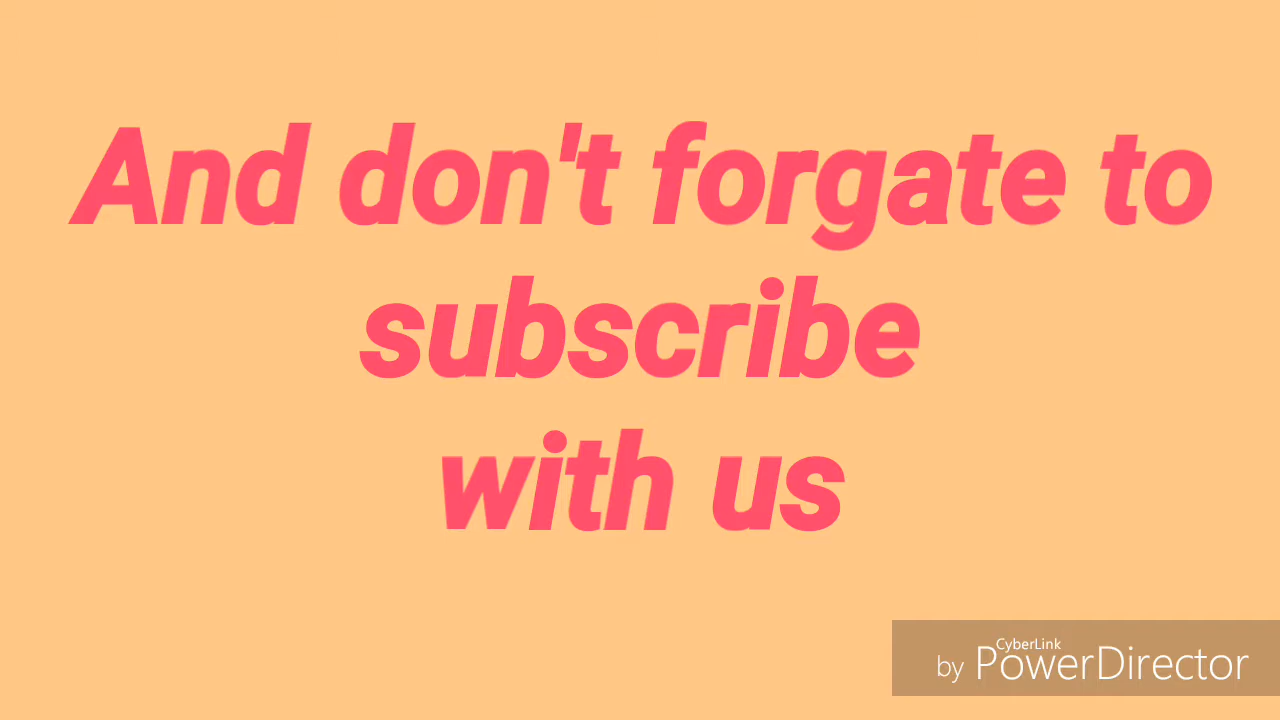 And don't forgate to
subscribe
with us
CyberLink
by PowerDirector